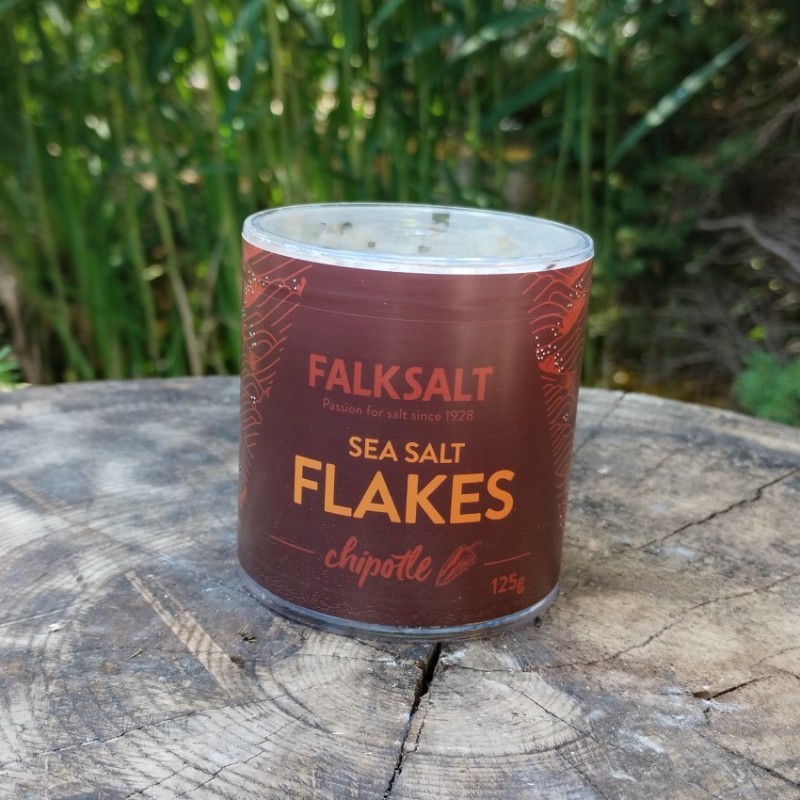 FALKSALT
Passion for salt since 1928
SEA SALT
FLAKES
chipotle
125g